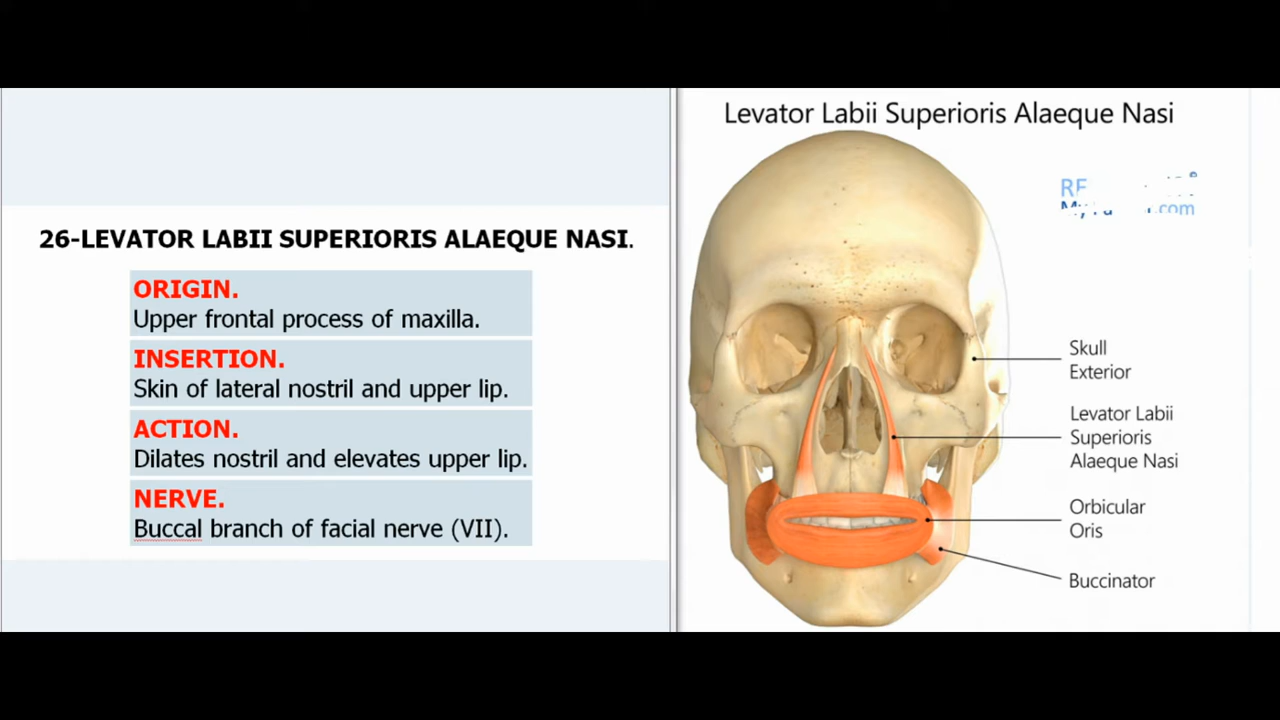 26-LEVATOR LABII SUPERIORIS ALAEQUE NASI.
ORIGIN.
Upper frontal process of maxilla.
INSERTION.
Skin of lateral nostril and upper lip.
ACTION.
Dilates nostril and elevates upper lip.
NERVE.
Buccal branch of facial nerve (VII).
Levator Labii Superioris Alaeque Nasi
Skull
Exterior
Levator Labii
Superioris
Alaeque Nasi
Orbicular
Oris
Buccinator